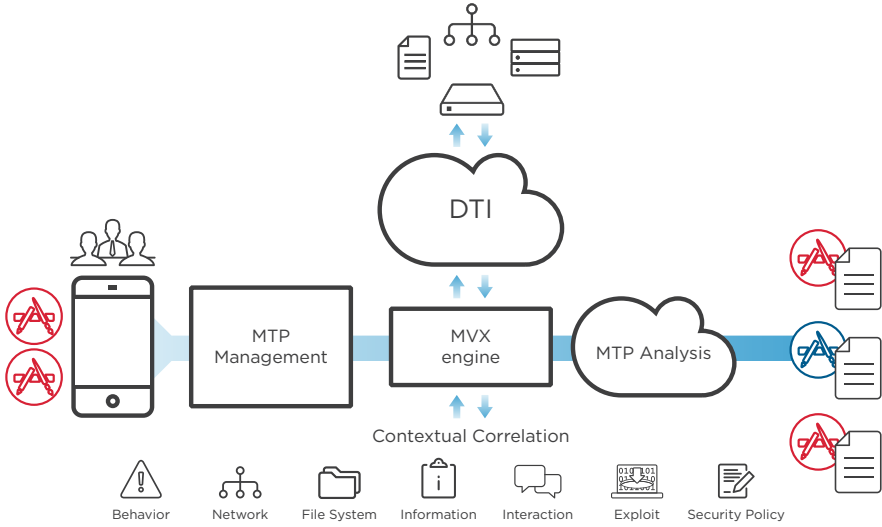 DTI
MTP
Management
MVX
engine
MTP Analysis
Contextual Correlation
Behavior
Network
File System
Information
Interaction
Exploit
Security Policy